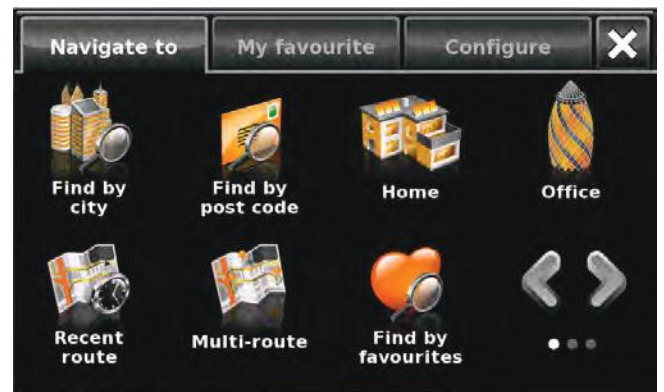 Navigate to
My favourite
Configure
Find by
city
Find by
post code
Home
Office
Recent
route
Multi-route
Find by
favourites